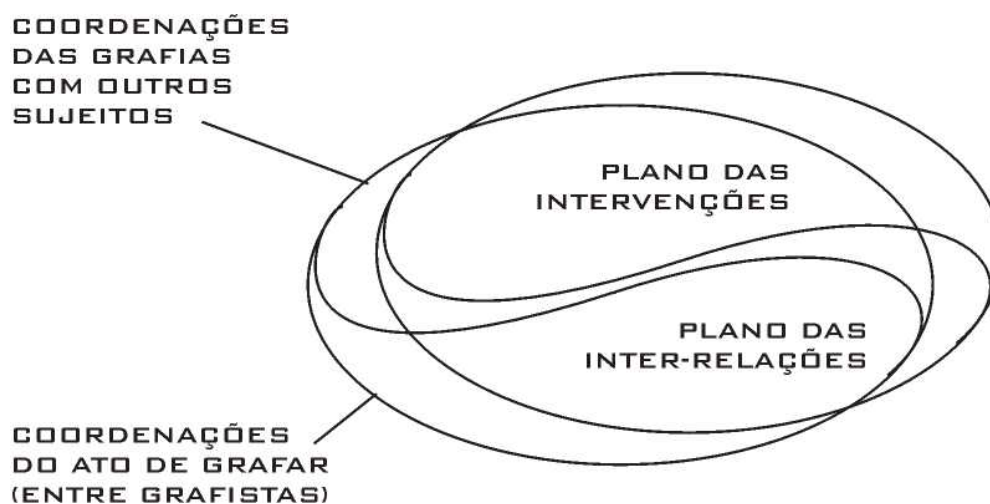 COORDENAÇÕES
DAS GRAFIAS
COM OUTROS
SUJEITOS
PLANO DAS
INTERVENÇÕES
PLANO DAS
INTER-RELAÇÕES
COORDENAÇÕES
DO ATO DE GRAFAR
(ENTRE GRAFISTAS)